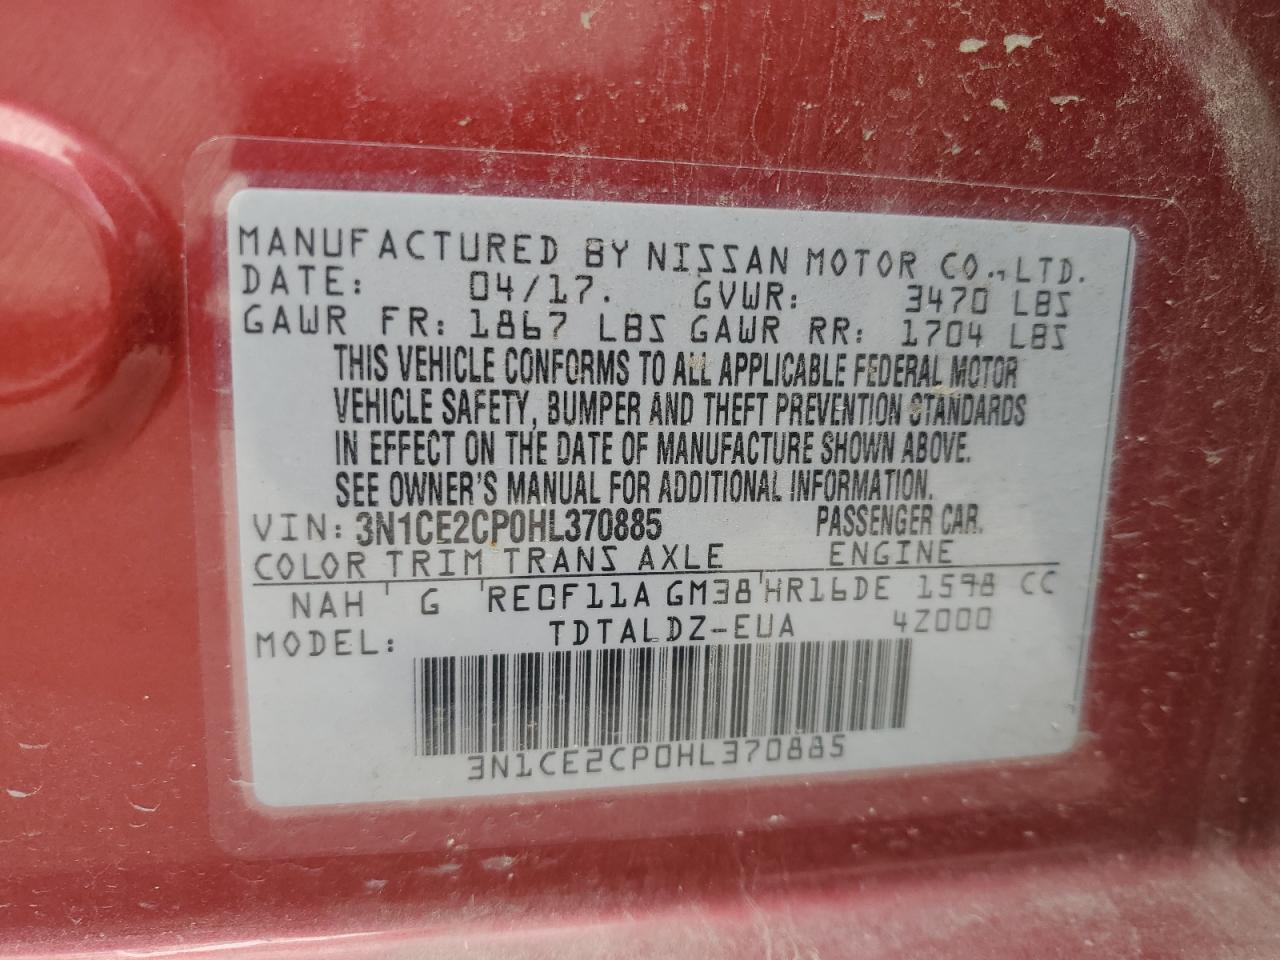 MANUFACTURED BY NISSAN MOTOR CO., LTD.
DATE: 04/17. GVWR: 3470 LBS
GAWR FR: 1867 LBS GAWR RR: 1704 LBS
THIS VEHICLE CONFORMS TO ALL APPLICABLE FEDERAL MOTOR
VEHICLE SAFETY, BUMPER AND THEFT PREVENTION STANDARDS
IN EFFECT ON THE DATE OF MANUFACTURE SHOWN ABOVE.
SEE OWNER'S MANUAL FOR ADDITIONAL INFORMATION.
VIN: 3N1CE2CP0HL370885 PASSENGER CAR.
COLOR TRIM TRANS AXLE ENGINE
NAH G RE0F11A GM38 HR16DE 1598 CC
MODEL: TDTALDZ-EUA 4Z000
3N1CE2CP0HL370885